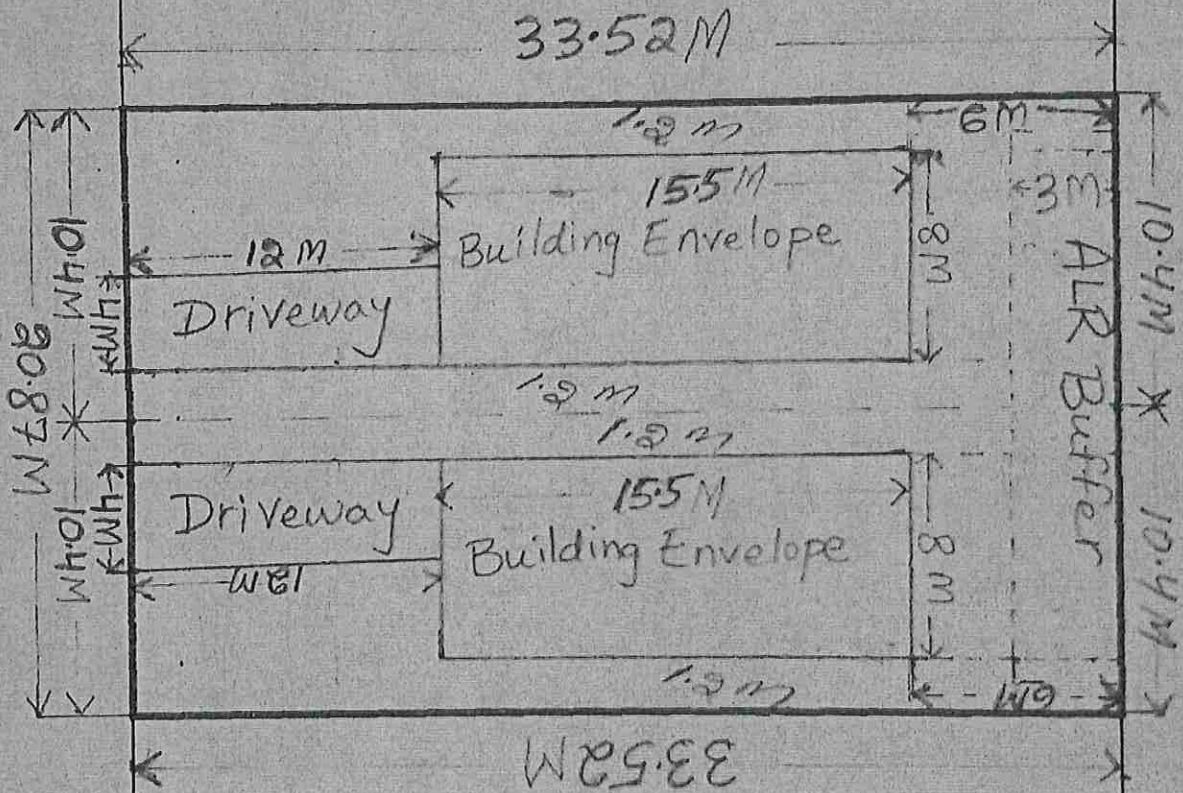 33.52M
1.2 m
6M
15.5M
3M
12M
Building Envelope
8M
10.4M
10.4M
ALR Buffer
Driveway
4M
20.87M
1.2 m
1.2 m
4M
Driveway
15.5M
10.4M
Building Envelope
8M
10.4M
12M
1.2 m
6M
33.52M